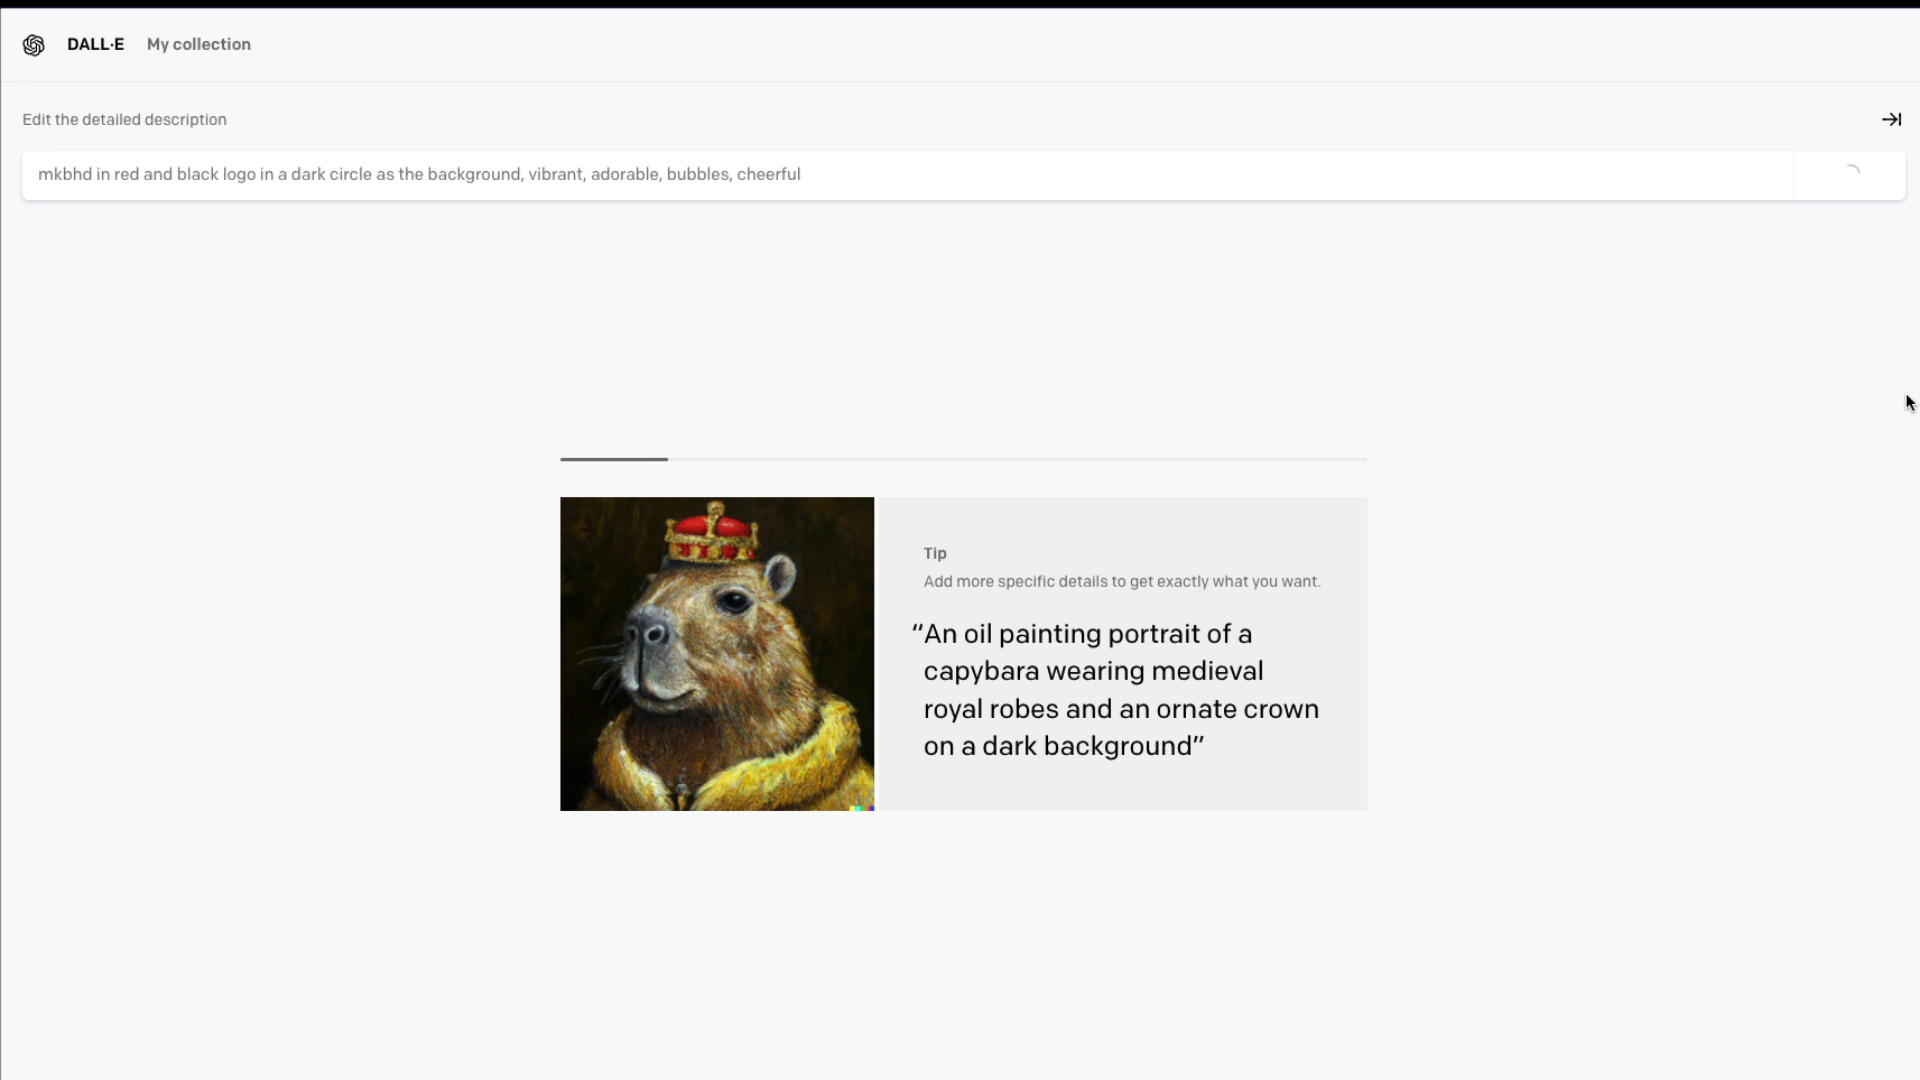 DALL·E My collection
Edit the detailed description
mkbhd in red and black logo in a dark circle as the background, vibrant, adorable, bubbles, cheerful
Tip
Add more specific details to get exactly what you want.
“An oil painting portrait of a
capybara wearing medieval
royal robes and an ornate crown
on a dark background”